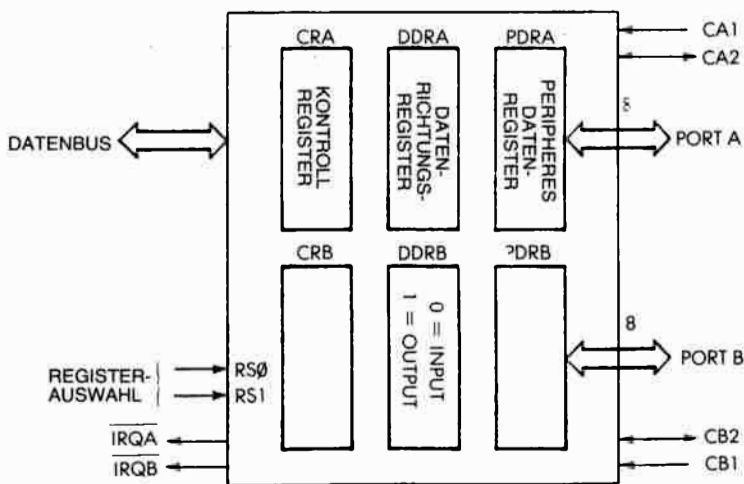 CRA DDRA PDRA
CA1
CA2
KONTROLL
REGISTER
DATEN-
RICHTUNGS-
REGISTER
PERIPHERES
DATEN-
REGISTER
DATENBUS
8
PORT A
CRB DDRB PDRB
0 = INPUT
1 = OUTPUT
8
PORT B
REGISTER-
AUSWAHL
RSØ
RS1
IRQA
IRQB
CB2
CB1